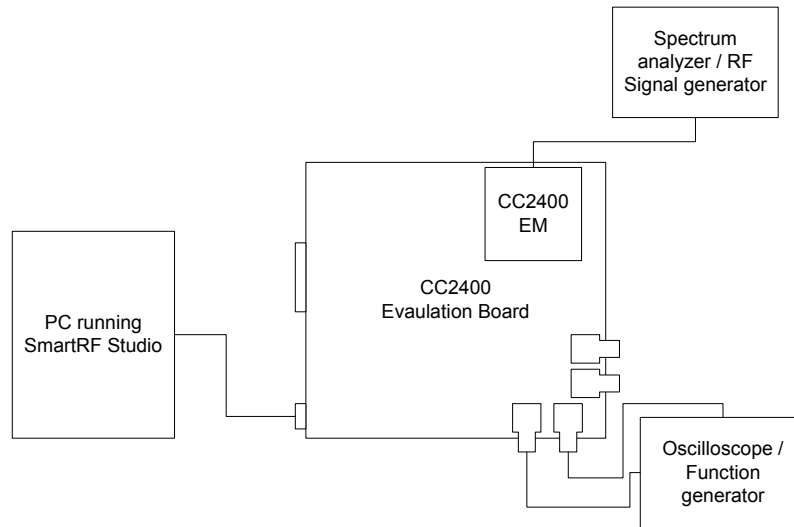 Spectrum
analyzer / RF
Signal generator
CC2400
EM
CC2400
Evaulation Board
PC running
SmartRF Studio
Oscilloscope /
Function
generator